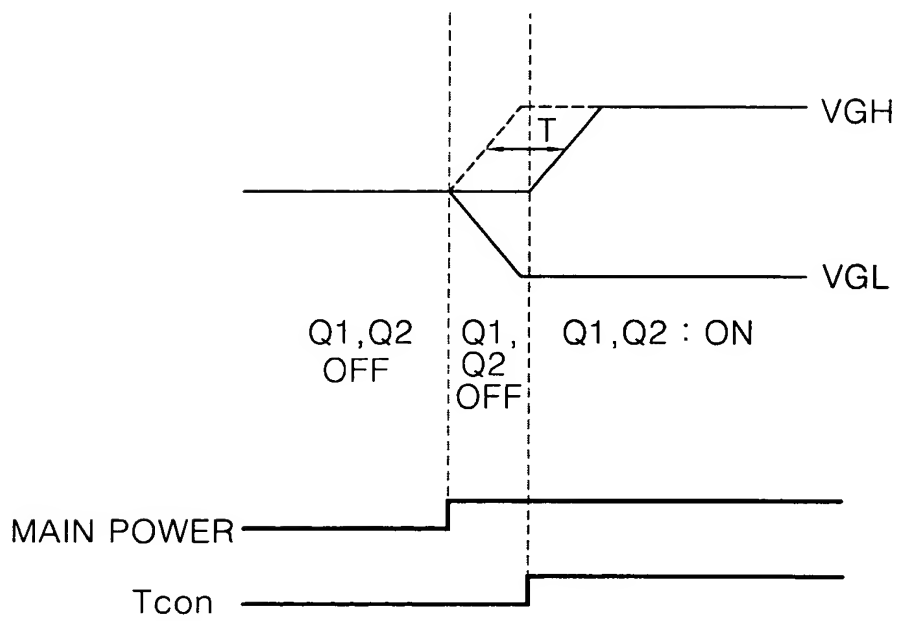 VGH
T
VGL
Q1,Q2
OFF
Q1,
Q2
OFF
Q1,Q2 : ON
MAIN POWER
Tcon